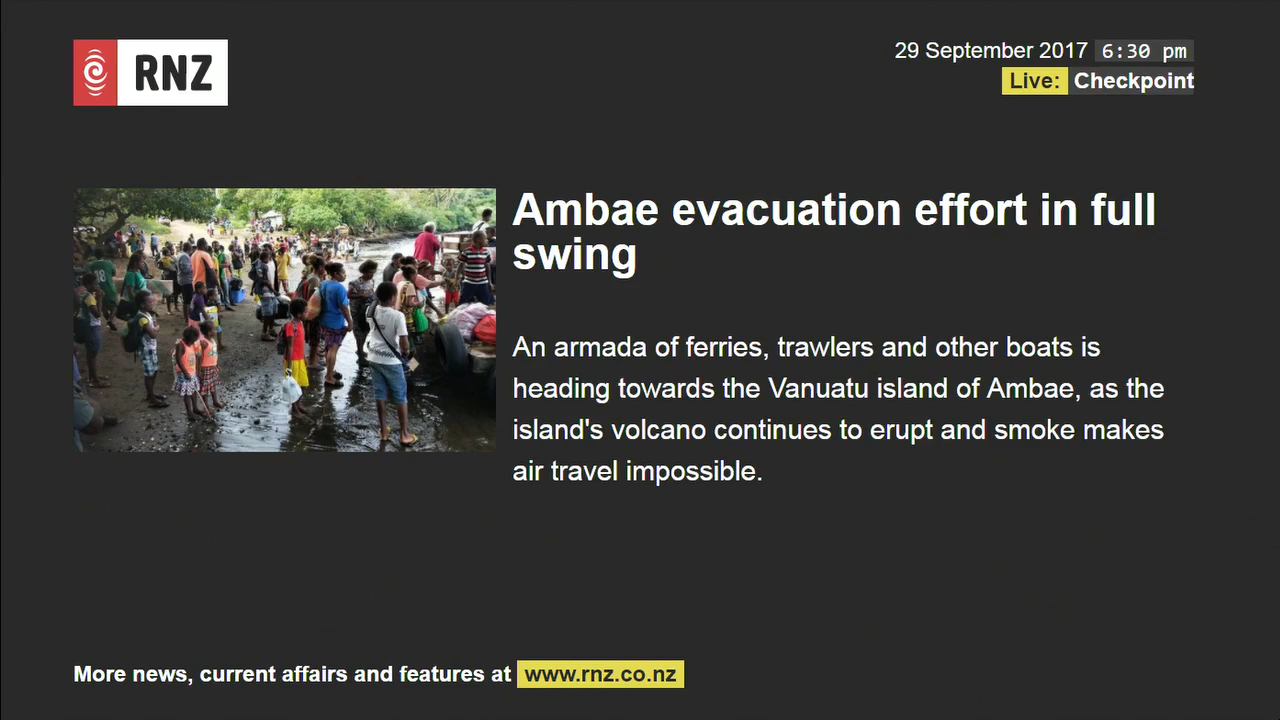 RNZ
29 September 2017 6:30 pm
Live: Checkpoint
Ambae evacuation effort in full
swing
An armada of ferries, trawlers and other boats is
heading towards the Vanuatu island of Ambae, as the
island's volcano continues to erupt and smoke makes
air travel impossible.
More news, current affairs and features at www.rnz.co.nz